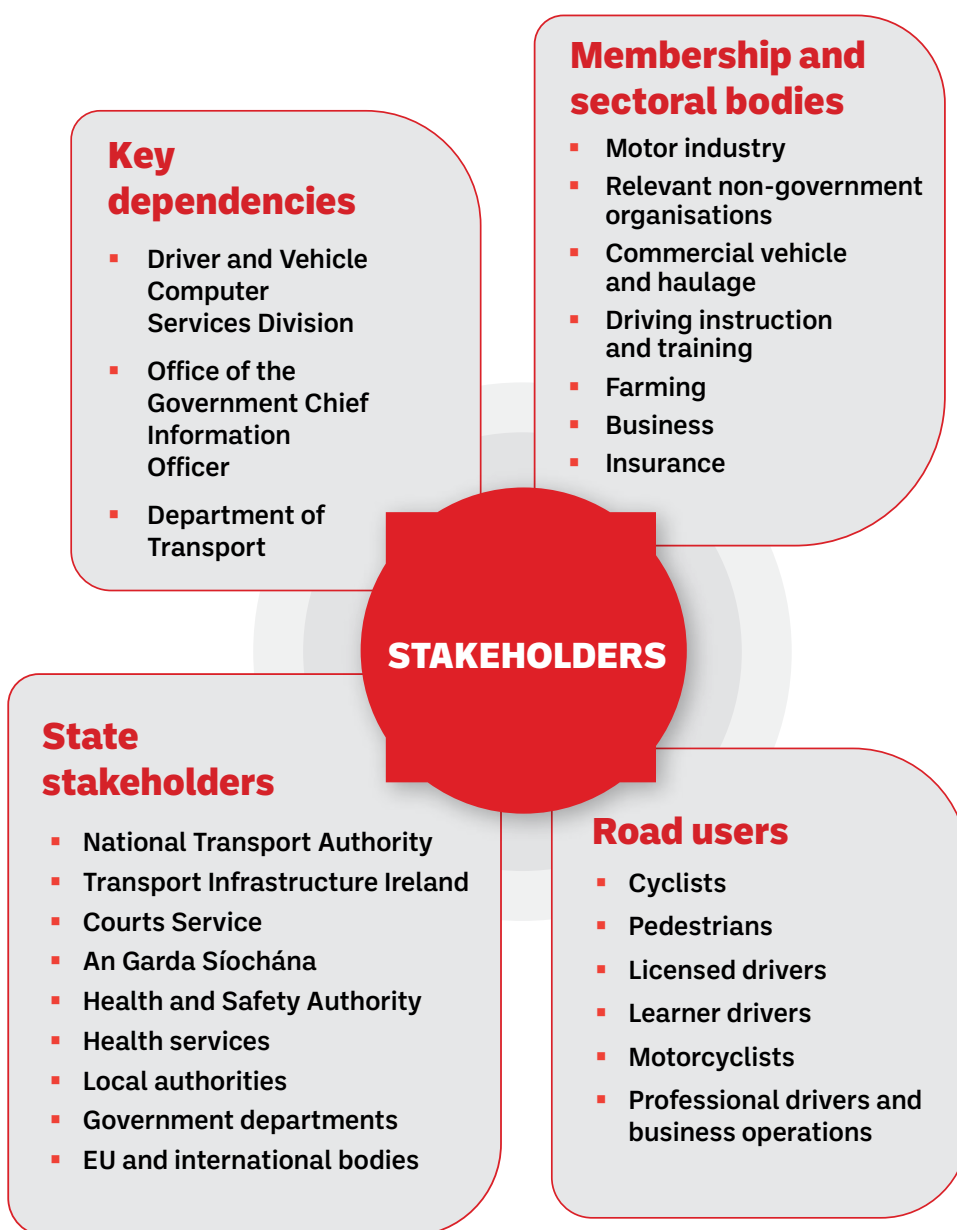 Key
dependencies
▪ Driver and Vehicle
Computer
Services Division
▪ Office of the
Government Chief
Information
Officer
▪ Department of
Transport
Membership and
sectoral bodies
▪ Motor industry
▪ Relevant non-government
organisations
▪ Commercial vehicle
and haulage
▪ Driving instruction
and training
▪ Farming
▪ Business
▪ Insurance
STAKEHOLDERS
State
stakeholders
▪ National Transport Authority
▪ Transport Infrastructure Ireland
▪ Courts Service
▪ An Garda Síochána
▪ Health and Safety Authority
▪ Health services
▪ Local authorities
▪ Government departments
▪ EU and international bodies
Road users
▪ Cyclists
▪ Pedestrians
▪ Licensed drivers
▪ Learner drivers
▪ Motorcyclists
▪ Professional drivers and
business operations